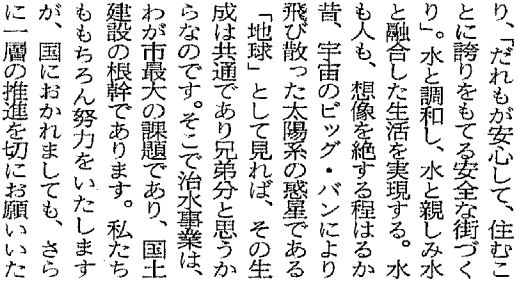 り、「だれもが安心して、住むこ
とに誇りをもてる安全な街づく
り」。水と調和し、水と親しみ水
と融合した生活を実現する。水
も人も、想像を絶する程はるか
昔、宇宙のビッグ・バンにより
飛び散った太陽系の惑星である
「地球」として見れば、その生
成は共通であり兄弟分と思うか
らなのです。そこで治水事業は、
わが市最大の課題であり、国土
建設の根幹であります。私たち
ももちろん努力をいたします
が、国におかれましても、さら
に一層の推進を切にお願いいた